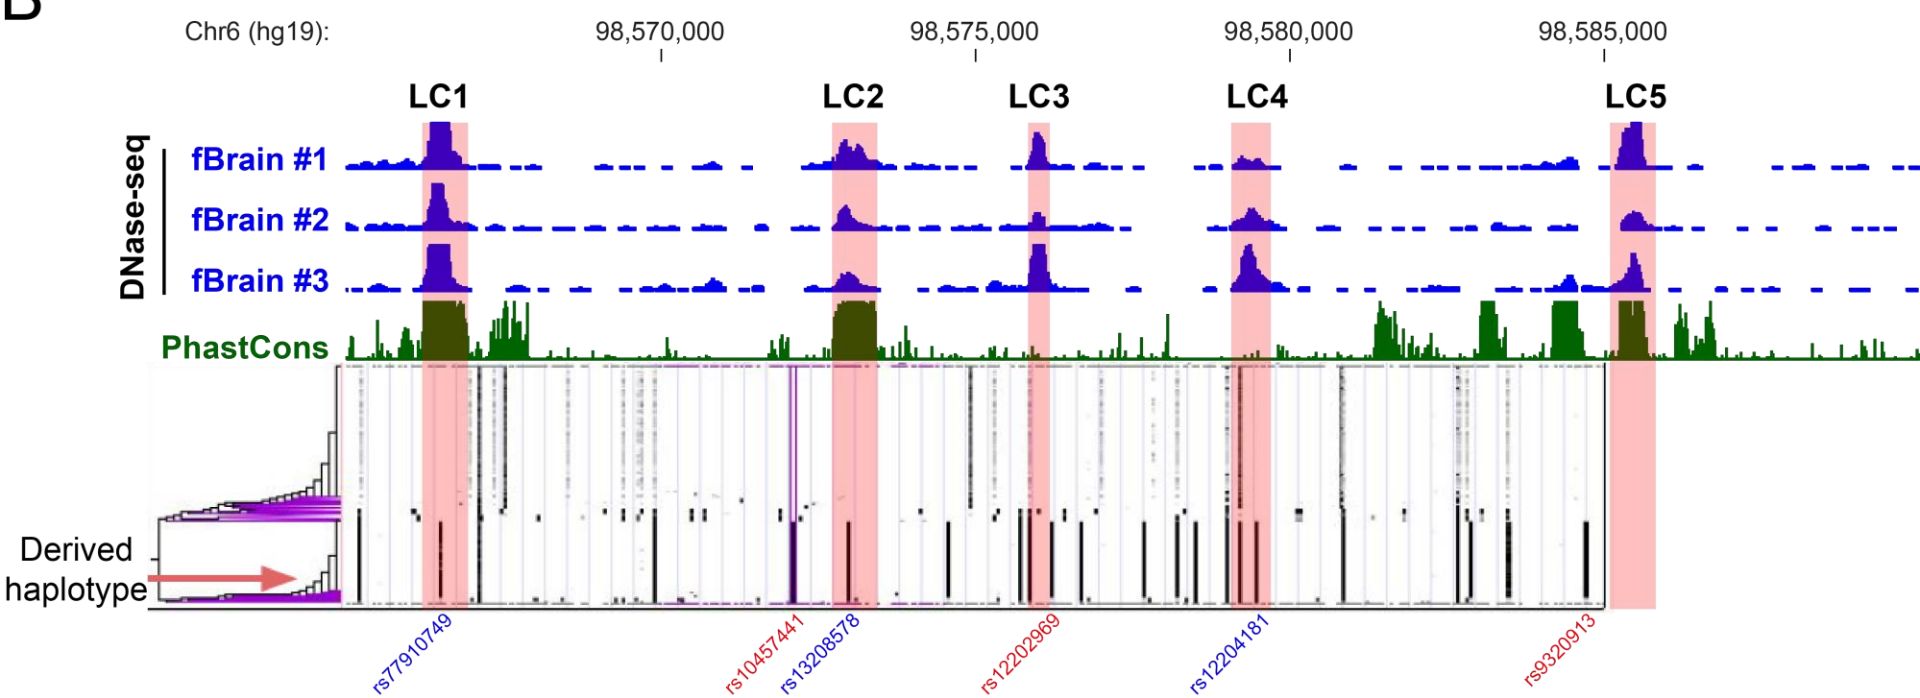 B
Chr6 (hg19):
98,570,000
98,575,000
98,580,000
98,585,000
LC1
LC2
LC3
LC4
LC5
DNase-seq
fBrain #1
fBrain #2
fBrain #3
PhastCons
Derived
haplotype
rs77910749
rs10457441
rs13208578
rs12202969
rs12204181
rs9320913